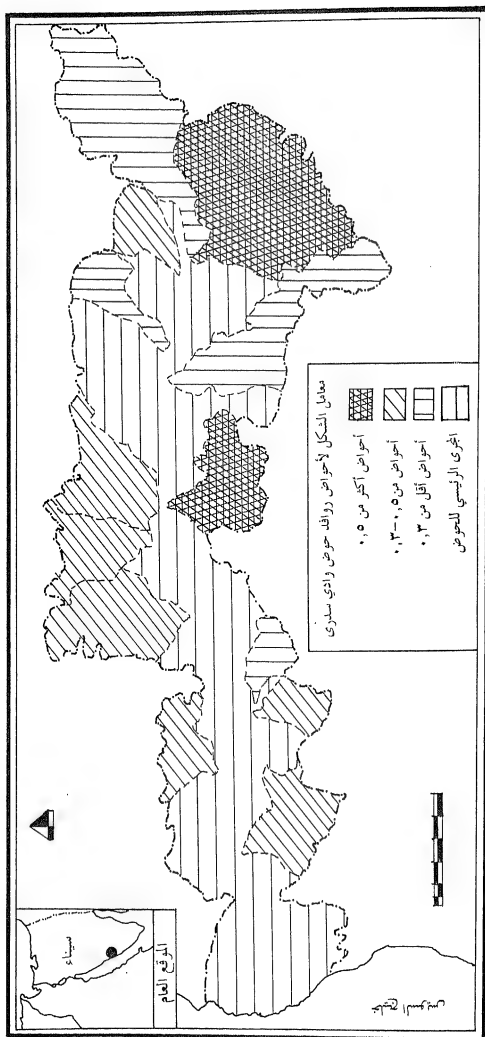 معامل الشكل لأحواض روافد حوض وادي سدرى
أحواض أكثر من ٠,٥
أحواض من ٠,٥-٠,٣
أحواض أقل من ٠,٣
المجرى الرئيسي للحوض
سيناء
الموقع العام
خليج السويس